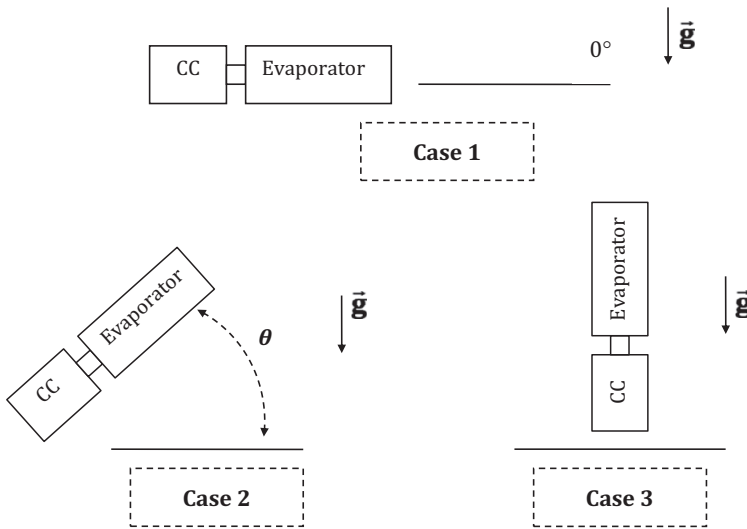 CC Evaporator
0°
g⃗
Case 1
Evaporator
CC
θ
g⃗
Case 2
Evaporator
CC
g⃗
Case 3